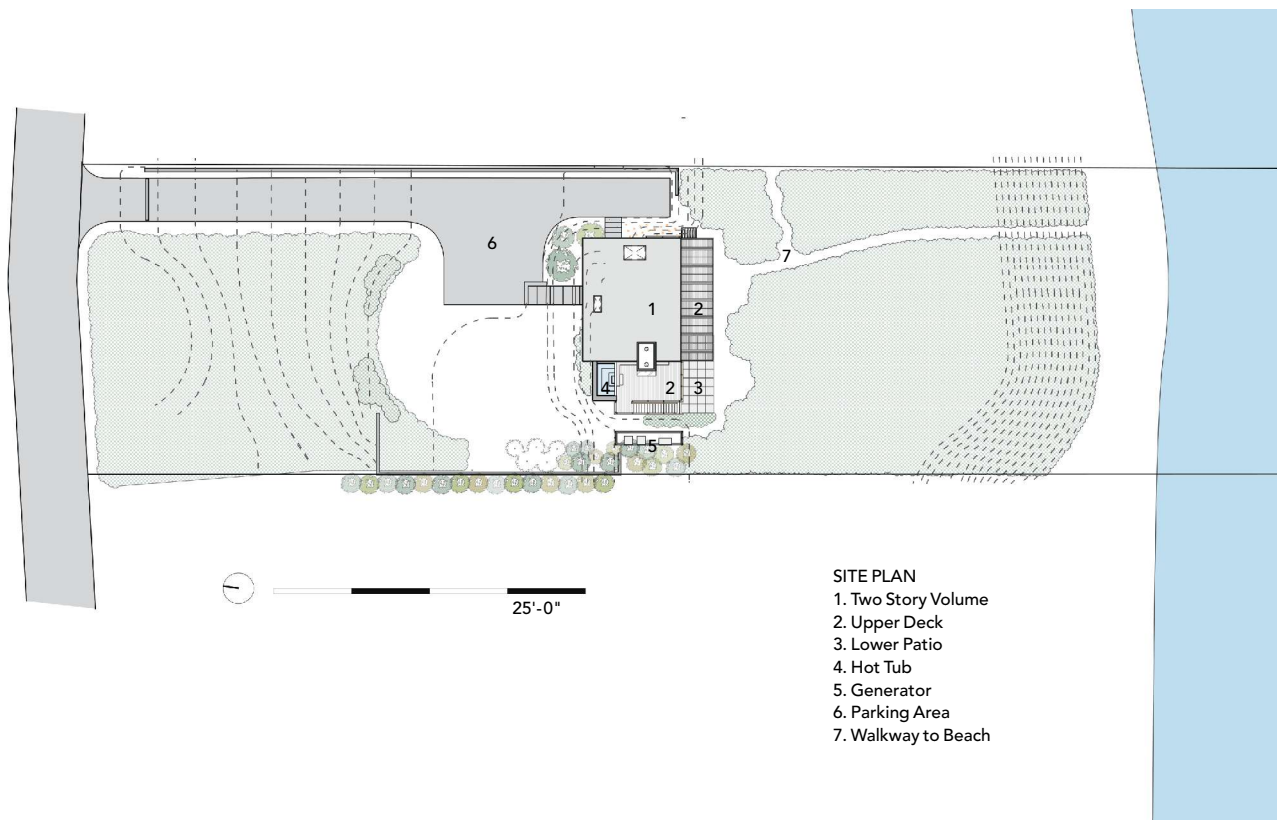 6
7
1
2
4
2
3
5
25'-0"
SITE PLAN
1. Two Story Volume
2. Upper Deck
3. Lower Patio
4. Hot Tub
5. Generator
6. Parking Area
7. Walkway to Beach